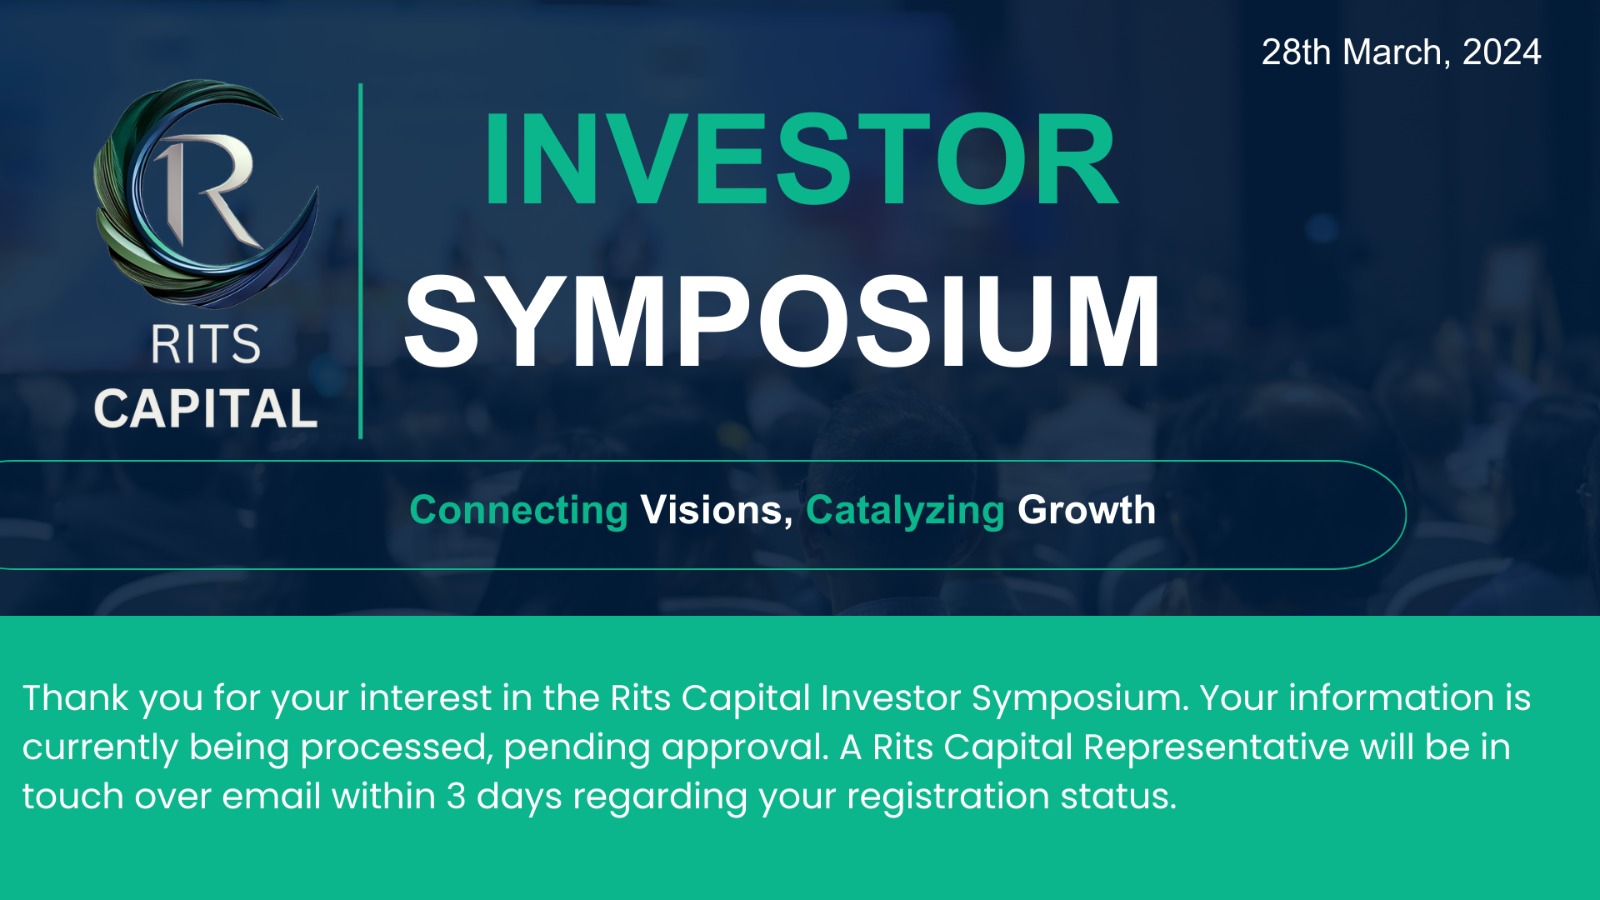 28th March, 2024
R
RITS
CAPITAL
INVESTOR
SYMPOSIUM
Connecting Visions, Catalyzing Growth
Thank you for your interest in the Rits Capital Investor Symposium. Your information is
currently being processed, pending approval. A Rits Capital Representative will be in
touch over email within 3 days regarding your registration status.